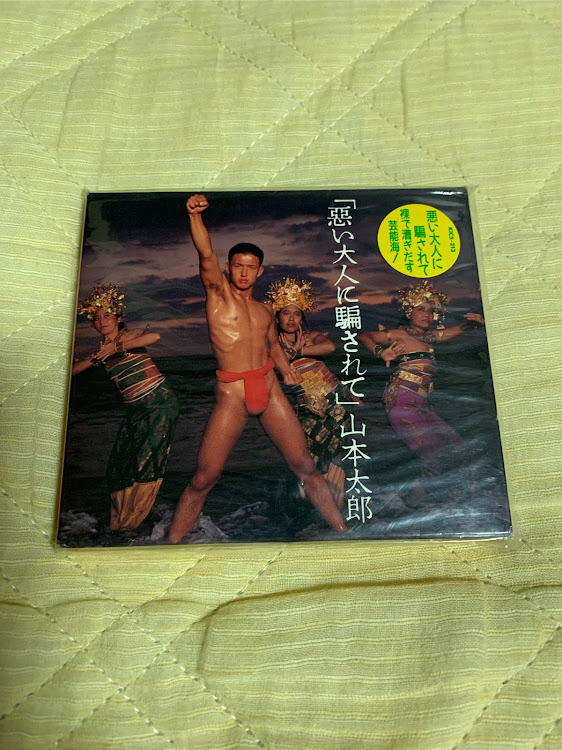 「惡い大人に騙されて」山本太郎
悪い大人に
騙されて
裸で漕ぎだす
芸能海!